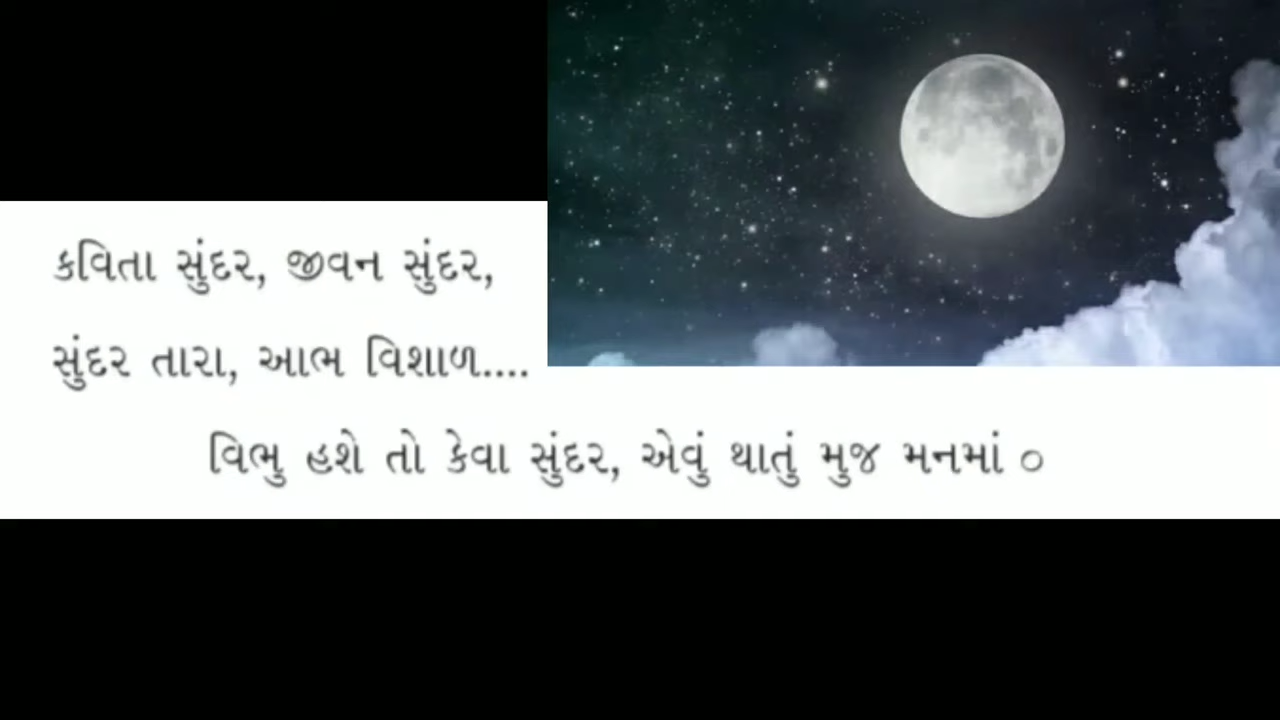 કવિતા સુંદર, જીવન સુંદર,
સુંદર તારા, આભ વિશાળ....
વિભુ હશે તો કેવા સુંદર, એવું થાતું મુજ મનમાં ૦